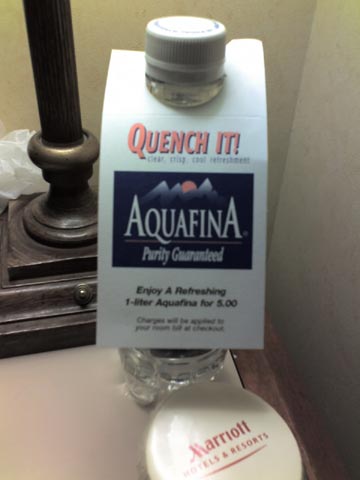 QUENCH IT!
clear, crisp, cool refreshment
AQUAFINA®
Purity Guaranteed
Enjoy A Refreshing
1-liter Aquafina for 5.00
Charges will be applied to
your room bill at checkout.
Marriott
HOTELS & RESORTS